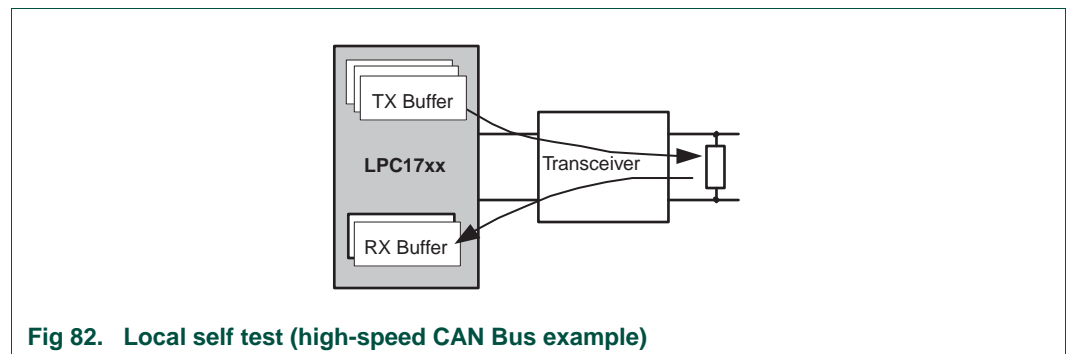 TX Buffer
LPC17xx
Transceiver
RX Buffer
Fig 82. Local self test (high-speed CAN Bus example)